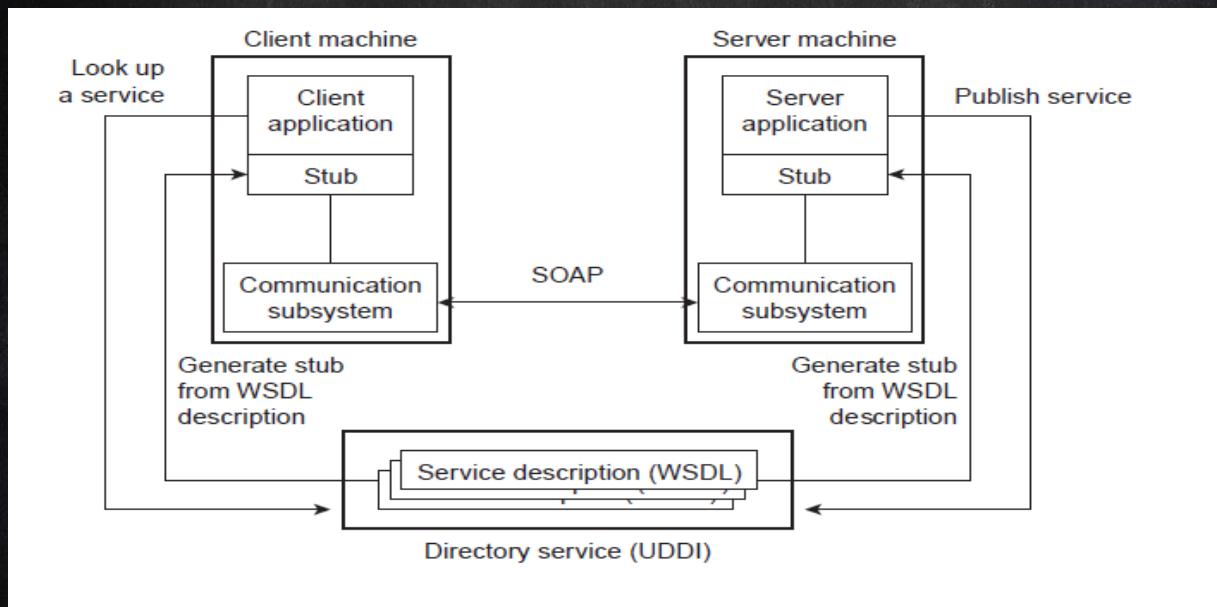 Client machine
Server machine
Look up
a service
Client
application
Stub
Server
application
Stub
Publish service
Communication
subsystem
SOAP
Communication
subsystem
Generate stub
from WSDL
description
Generate stub
from WSDL
description
Service description (WSDL)
Directory service (UDDI)